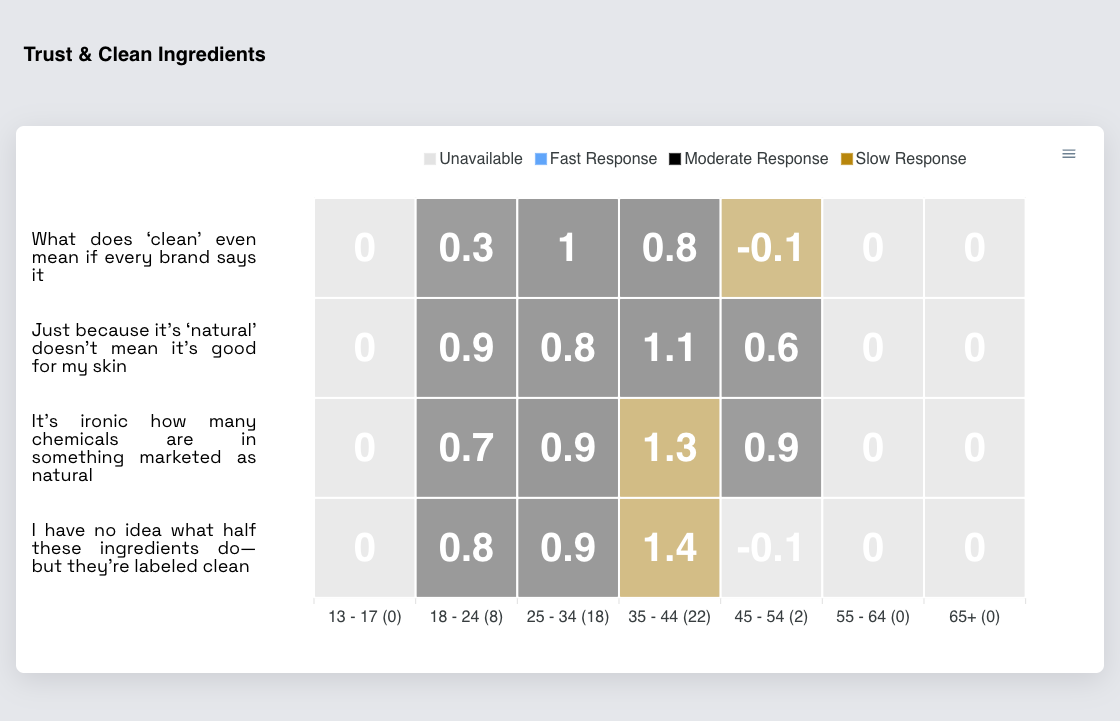 Trust & Clean Ingredients
Unavailable Fast Response Moderate Response Slow Response
What does ‘clean’ even
mean if every brand says
it
0 0.3 1 0.8 -0.1 0 0
Just because it’s ‘natural’
doesn’t mean it’s good
for my skin
0 0.9 0.8 1.1 0.6 0 0
It’s ironic how many
chemicals are in
something marketed as
natural
0 0.7 0.9 1.3 0.9 0 0
I have no idea what half
these ingredients do—
but they’re labeled clean
0 0.8 0.9 1.4 -0.1 0 0
13 - 17 (0) 18 - 24 (8) 25 - 34 (18) 35 - 44 (22) 45 - 54 (2) 55 - 64 (0) 65+ (0)